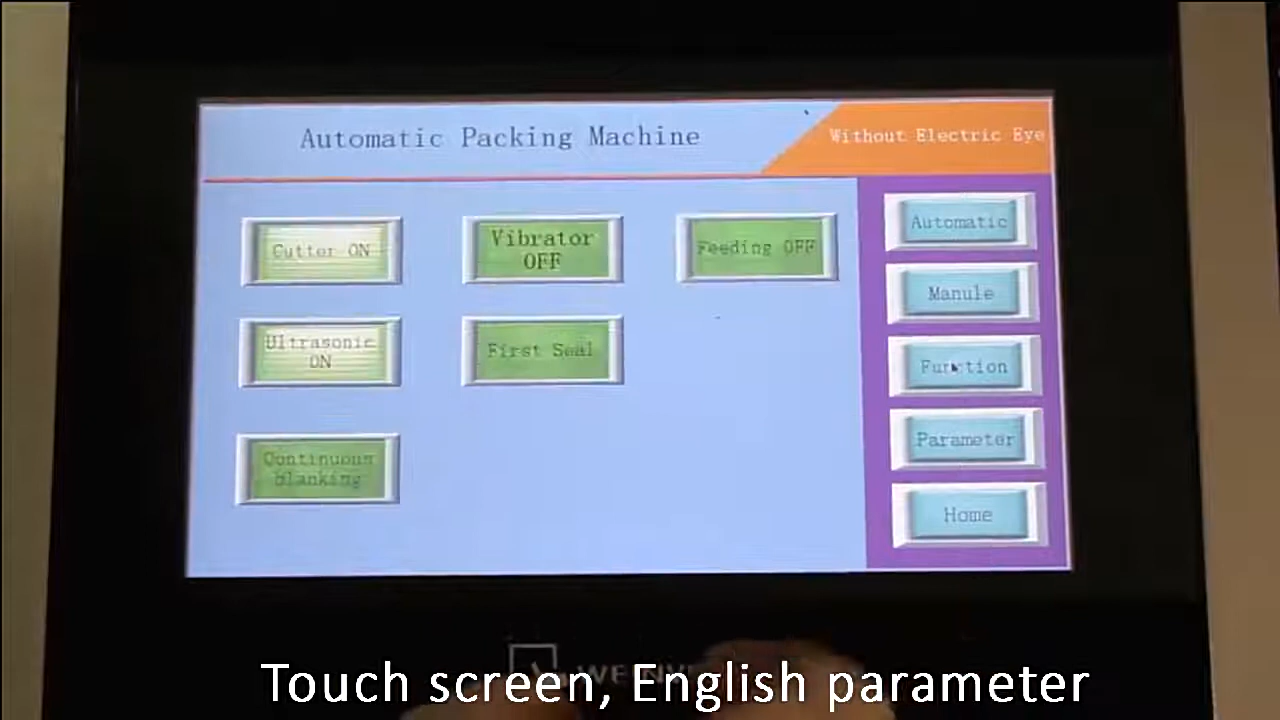 Automatic Packing Machine
Without Electric Eye
Cutter ON
Vibrator
OFF
Feeding OFF
Automatic
Manule
Ultrasonic
ON
First Seal
Function
Parameter
Continuous
blanking
Home
Touch screen, English parameter